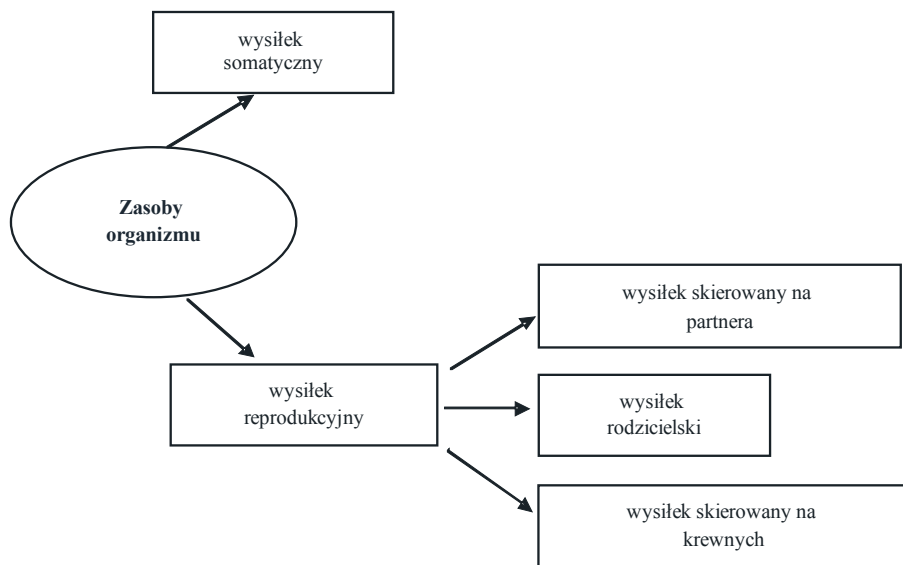 wysiłek
somatyczny
Zasoby
organizmu
wysiłek skierowany na
partnera
wysiłek
reprodukcyjny
wysiłek
rodzicielski
wysiłek skierowany na
krewnych